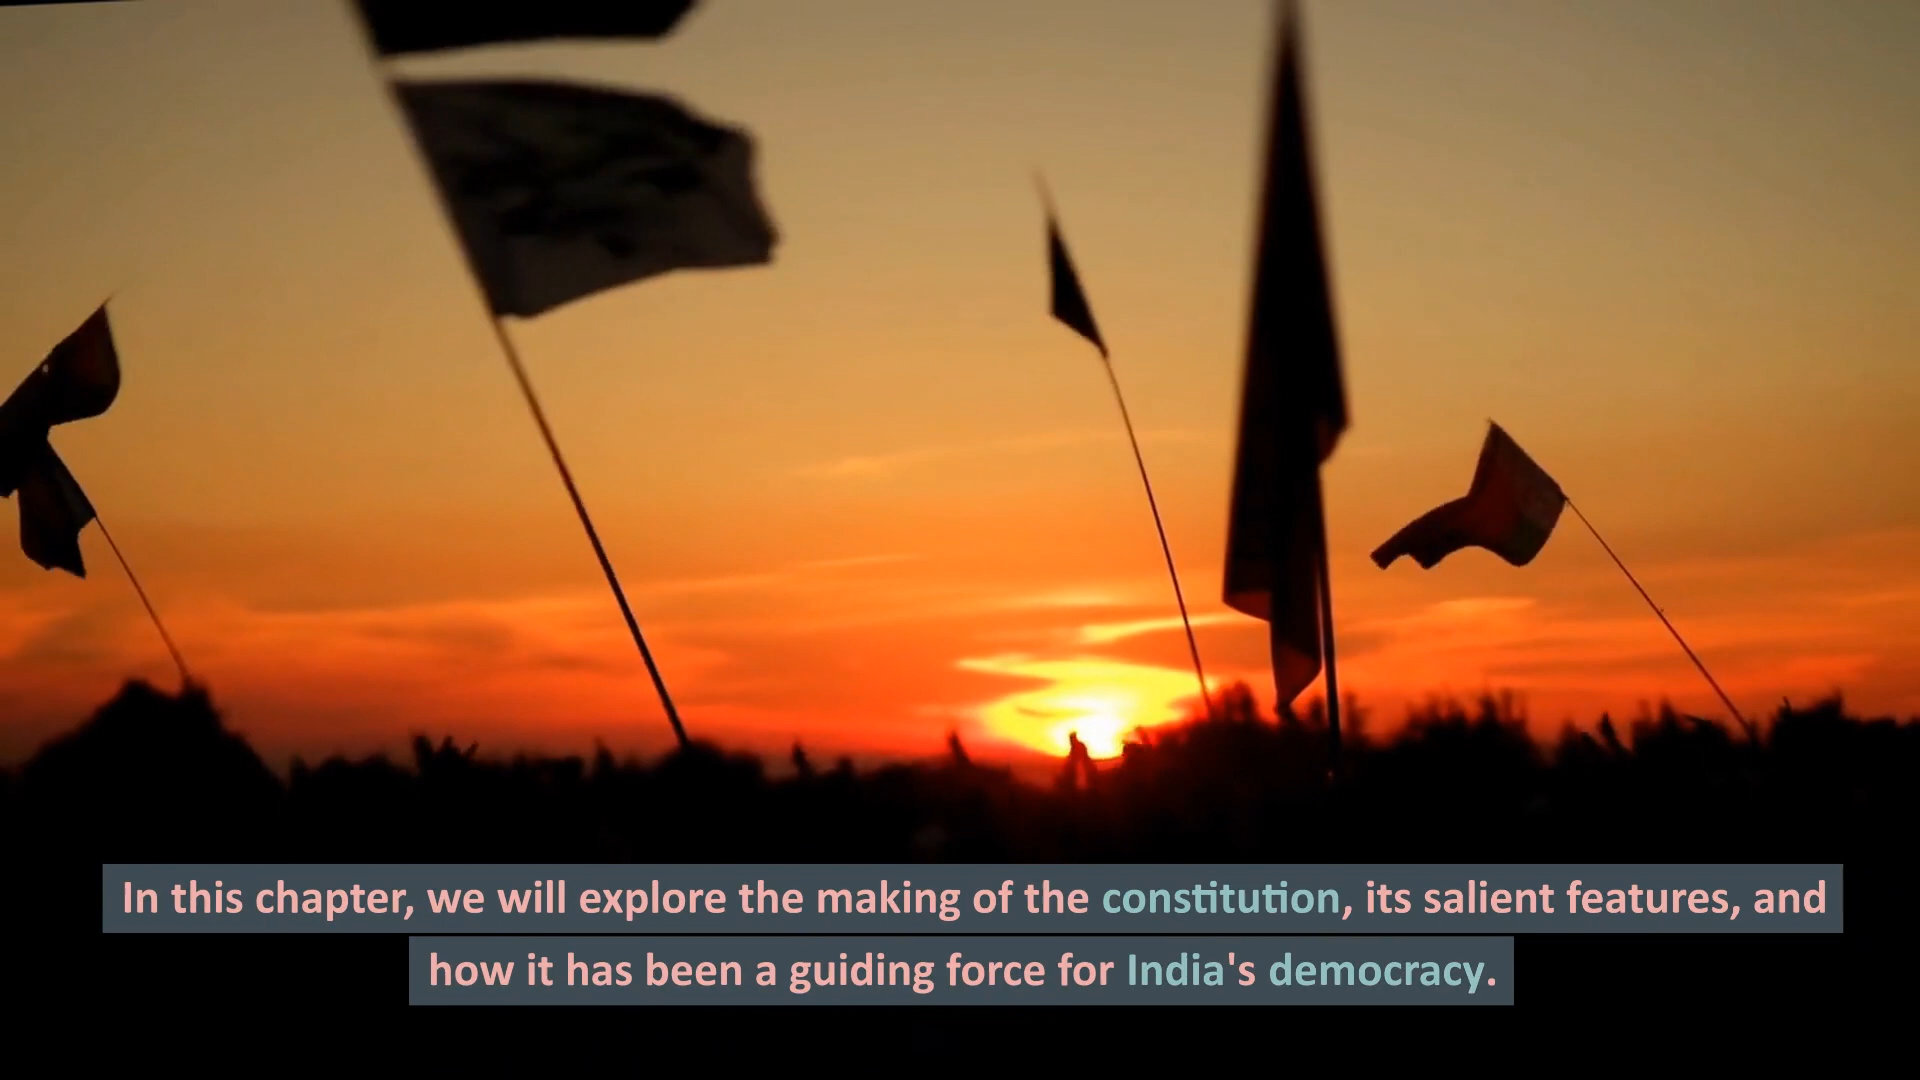 In this chapter, we will explore the making of the constitution, its salient features, and
how it has been a guiding force for India's democracy.